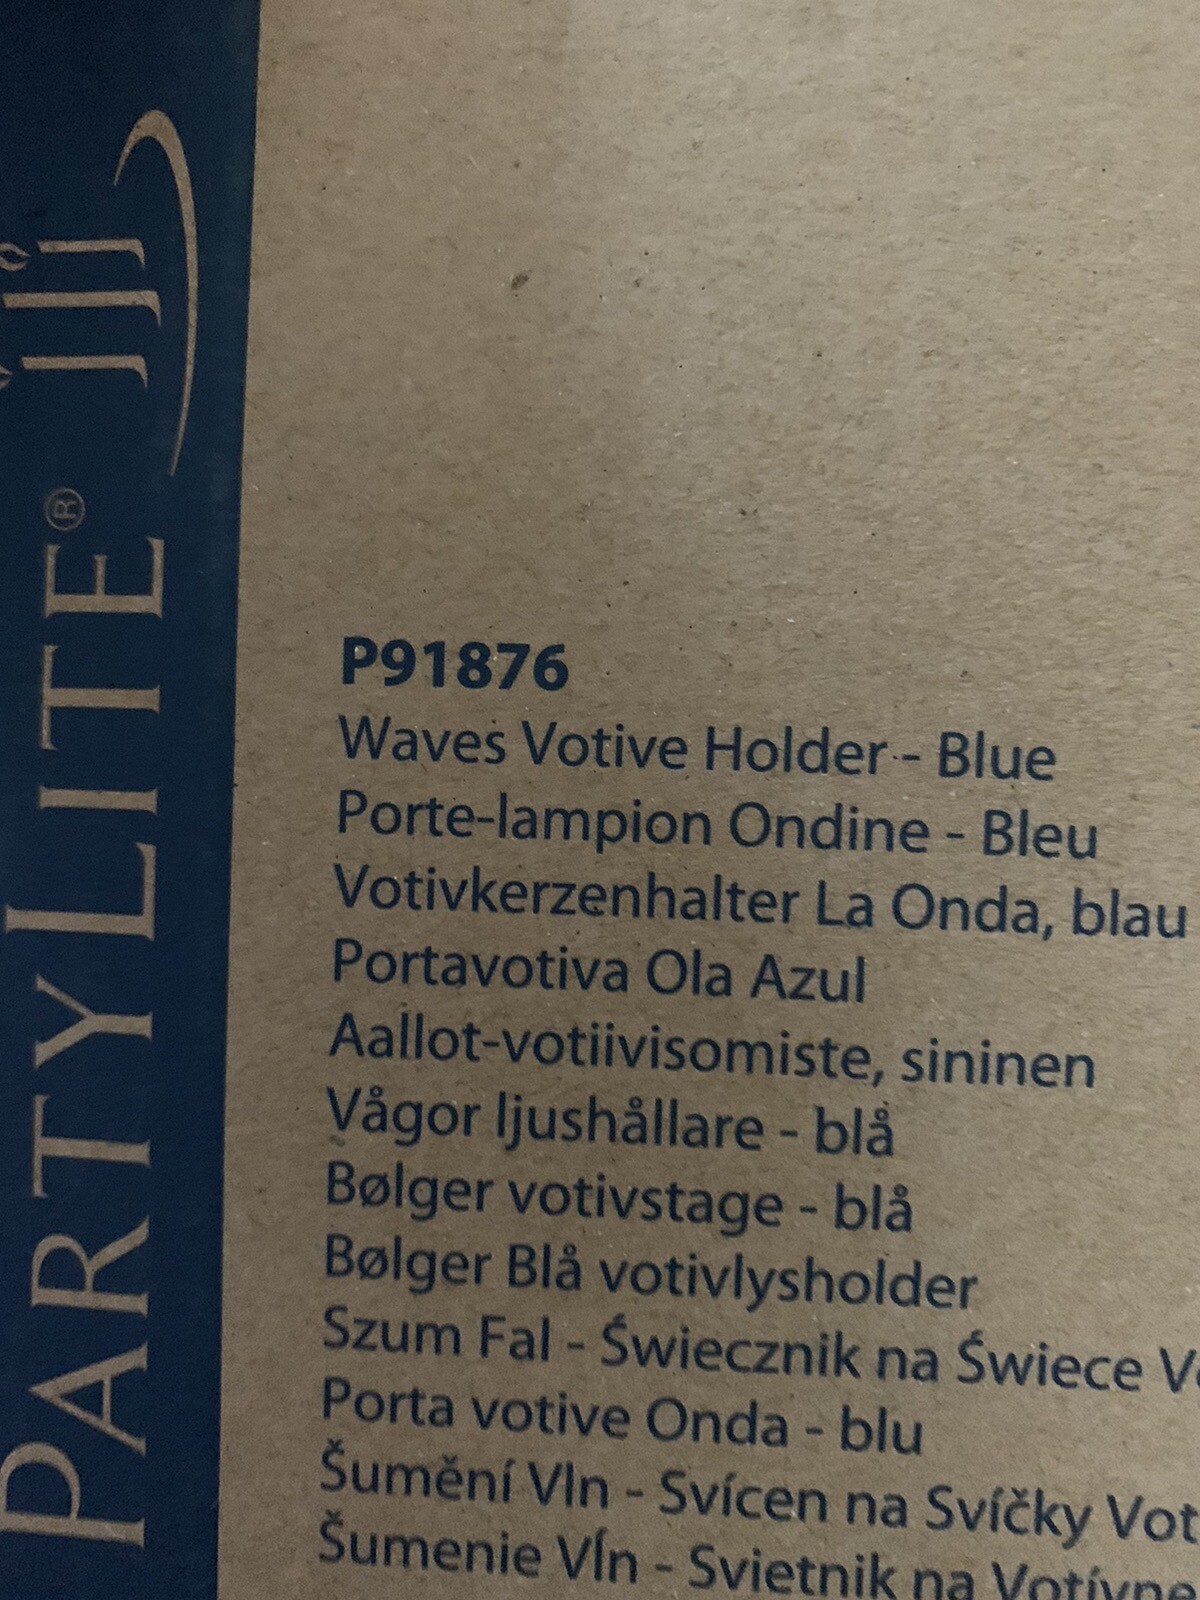 PARTYLITE®
P91876
Waves Votive Holder - Blue
Porte-lampion Ondine - Bleu
Votivkerzenhalter La Onda, blau
Portavotiva Ola Azul
Aallot-votiivisomiste, sininen
Vågor ljushållare - blå
Bølger votivstage - blå
Bølger Blå votivlysholder
Szum Fal - Świecznik na Świece
Porta votive Onda - blu
Šumění Vln - Svícen na Svíčky Vot
Šumenie Vĺn - Svietnik na Votívne